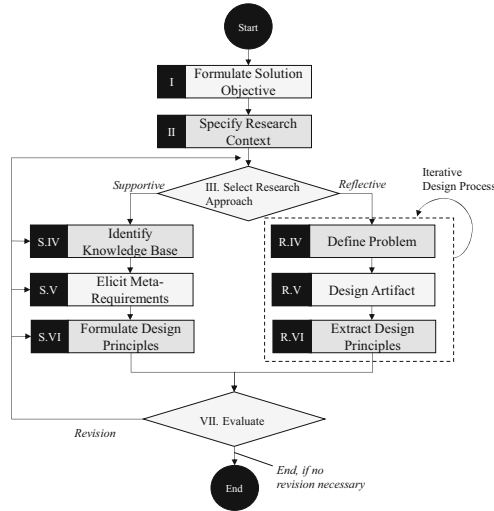 Start
I
Formulate Solution
Objective
II
Specify Research
Context
III. Select Research
Approach
Supportive
Reflective
Iterative
Design Process
S.IV
Identify
Knowledge Base
R.IV
Define Problem
S.V
Elicit Meta-
Requirements
R.V
Design Artifact
S.VI
Formulate Design
Principles
R.VI
Extract Design
Principles
VII. Evaluate
Revision
End, if no
revision necessary
End